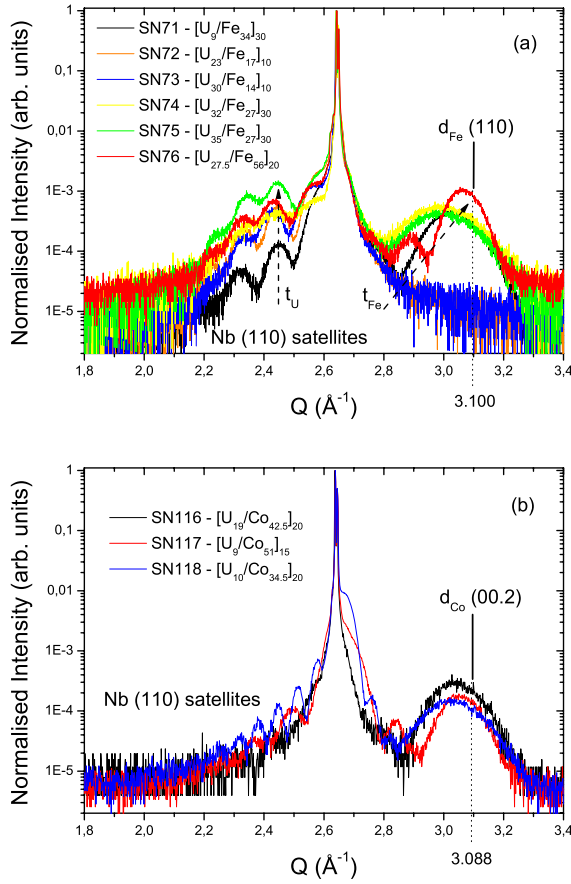 (a)
SN71 - [U9/Fe34]30
SN72 - [U23/Fe17]10
SN73 - [U30/Fe14]10
SN74 - [U32/Fe27]30
SN75 - [U35/Fe27]30
SN76 - [U27.5/Fe56]20
dFe (110)
tU
tFe
Nb (110) satellites
Normalised Intensity (arb. units)
1
0,1
0,01
1E-3
1E-4
1E-5
1,8 2,0 2,2 2,4 2,6 2,8 3,0 3,2 3,4
Q (Å-1)
3.100
(b)
SN116 - [U19/Co42.5]20
SN117 - [U9/Co51]15
SN118 - [U10/Co34.5]20
dCo (00.2)
Nb (110) satellites
Normalised Intensity (arb. units)
1
0,1
0,01
1E-3
1E-4
1E-5
1,8 2,0 2,2 2,4 2,6 2,8 3,0 3,2 3,4
Q (Å-1)
3.088